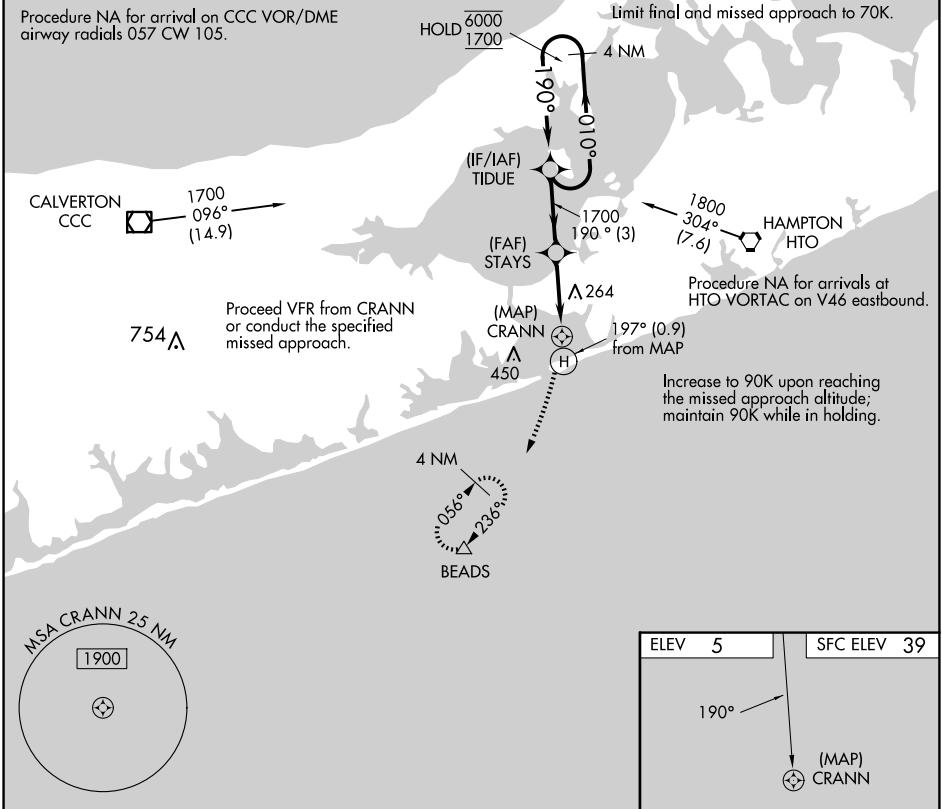 Procedure NA for arrival on CCC VOR/DME
airway radials 057 CW 105.
HOLD 6000
1700
Limit final and missed approach to 70K.
4 NM
190°
010°
(IF/IAF)
TIDUE
CALVERTON
CCC
1700
096°
(14.9)
1700
190 ° (3)
1800
304°
(7.6)
HAMPTON
HTO
(FAF)
STAYS
Procedure NA for arrivals at
HTO VORTAC on V46 eastbound.
264
Proceed VFR from CRANN
or conduct the specified
missed approach.
754
(MAP)
CRANN
197° (0.9)
from MAP
H
450
Increase to 90K upon reaching
the missed approach altitude;
maintain 90K while in holding.
4 NM
056°
236°
BEADS
MSA CRANN 25 NM
1900
ELEV 5
SFC ELEV 39
190°
(MAP)
CRANN